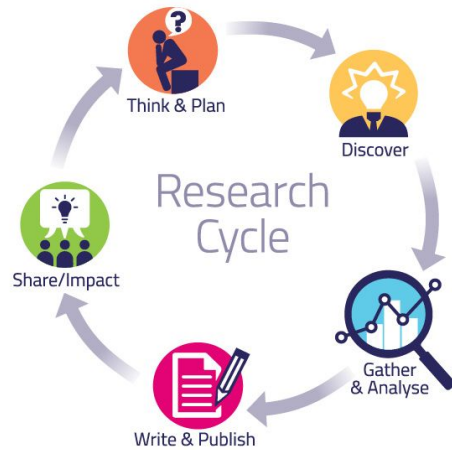 ?
Think & Plan
Discover
Research
Cycle
Share/Impact
Gather
& Analyse
Write & Publish